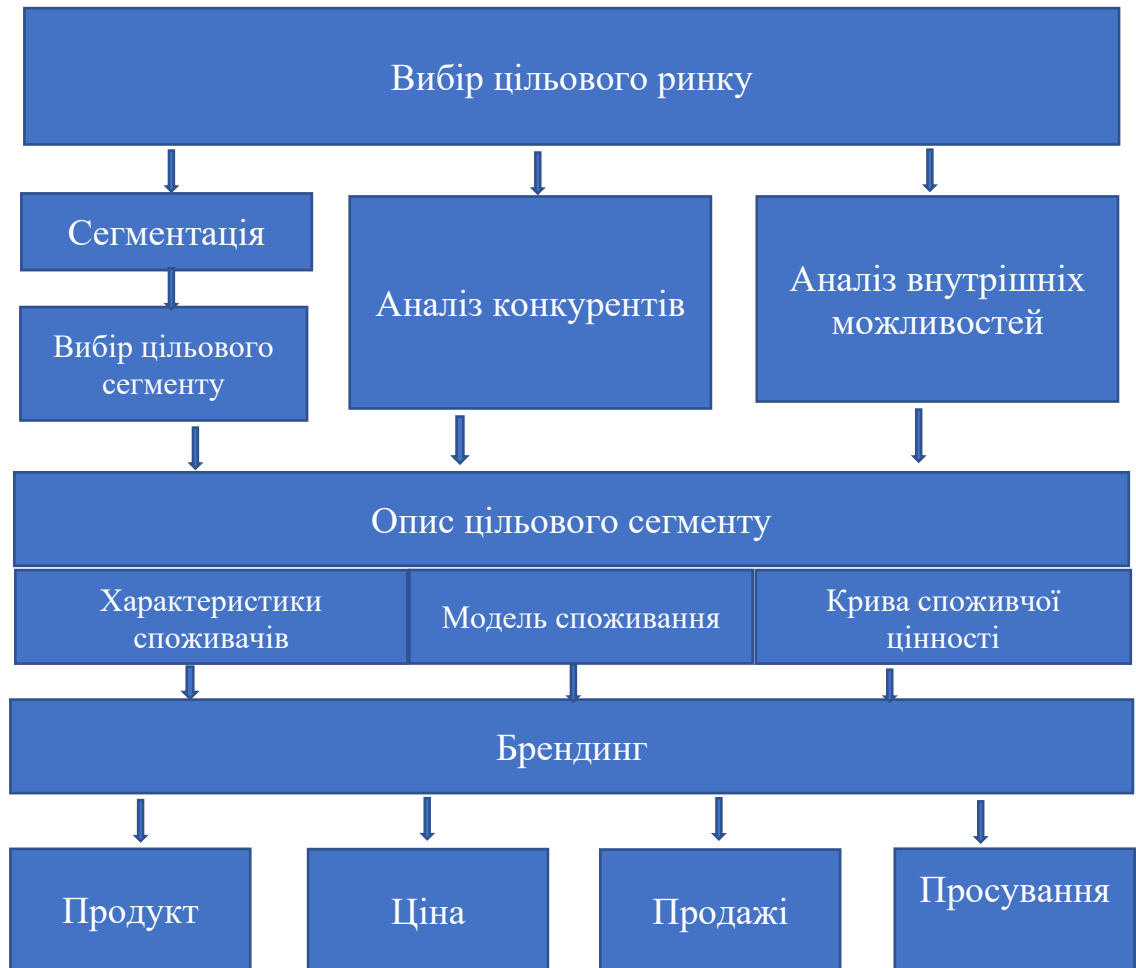 Вибір цільового ринку
Сегментація
Вибір цільового
сегменту
Аналіз конкурентів
Аналіз внутрішніх
можливостей
Опис цільового сегменту
Характеристики
споживачів
Модель споживання
Крива споживчої
цінності
Брендинг
Продукт
Ціна
Продажі
Просування